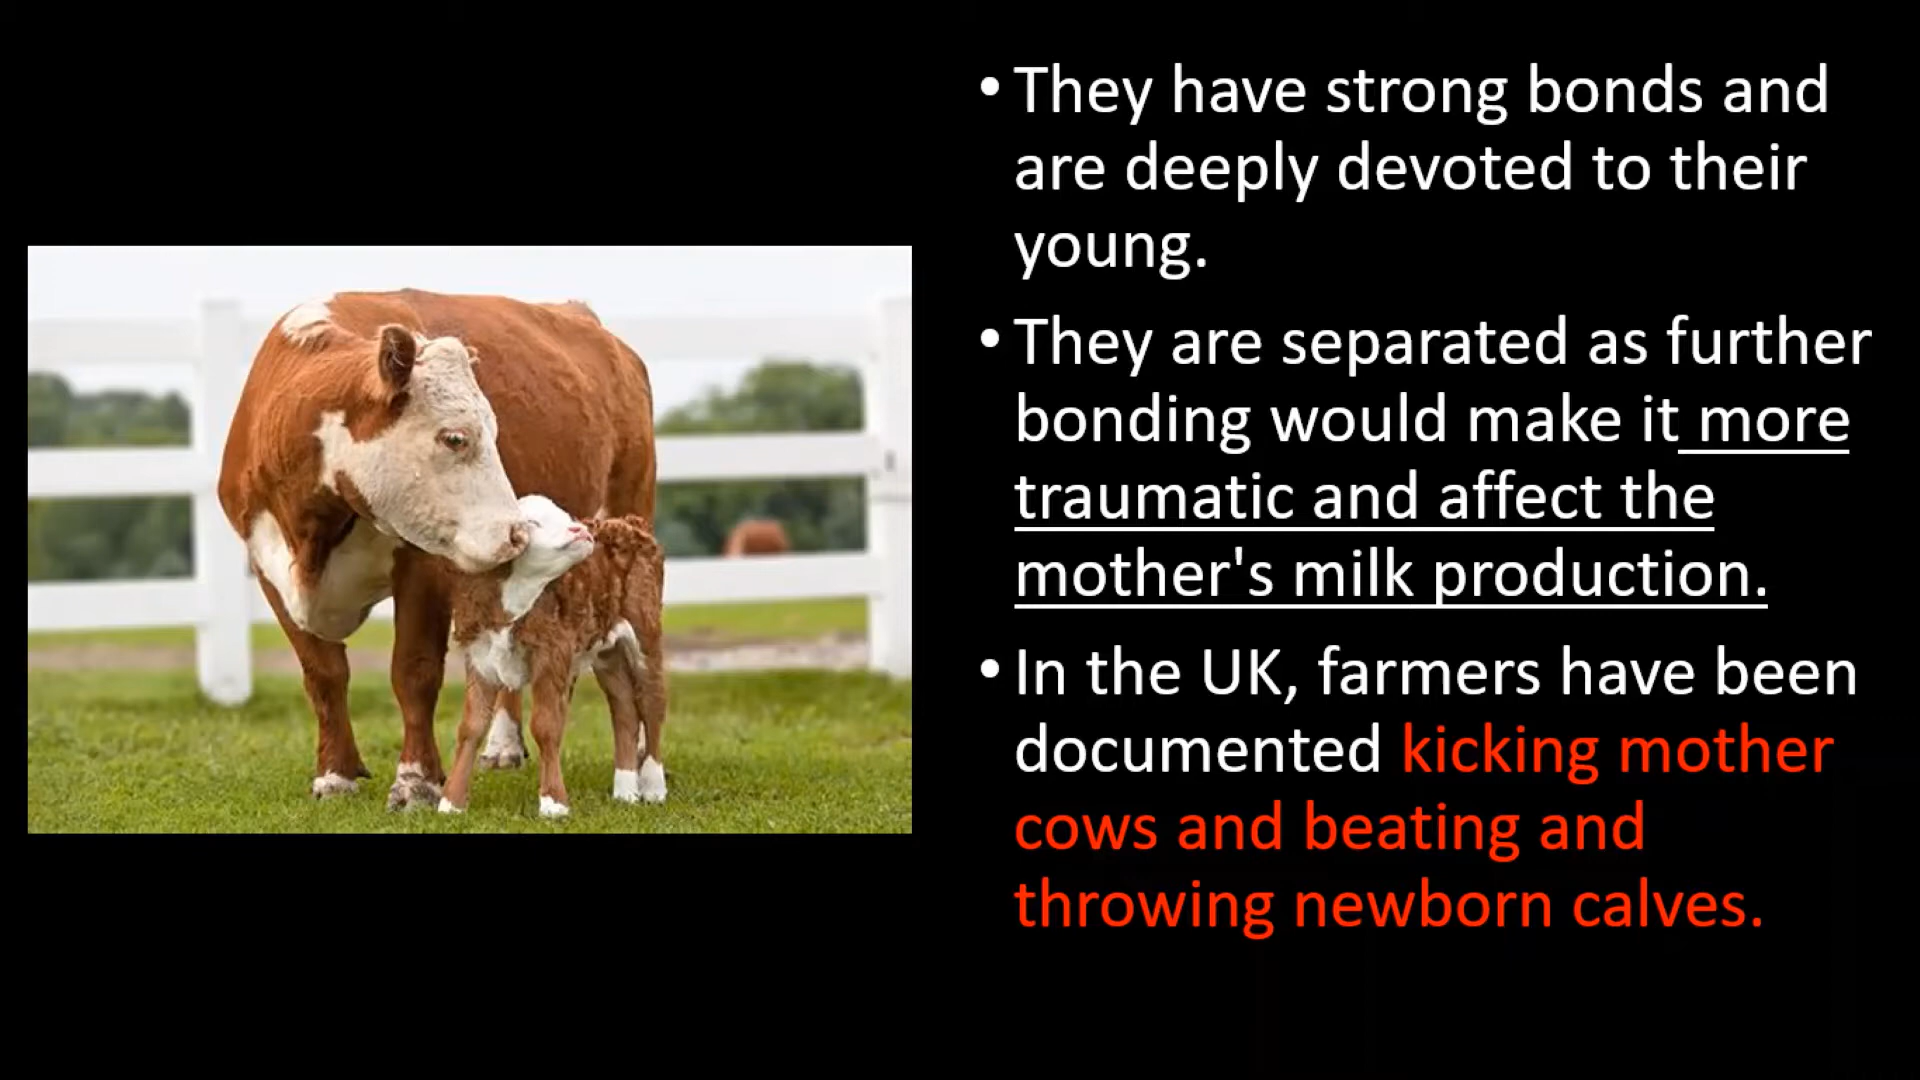 • They have strong bonds and
are deeply devoted to their
young.
• They are separated as further
bonding would make it more
traumatic and affect the
mother's milk production.
• In the UK, farmers have been
documented kicking mother
cows and beating and
throwing newborn calves.